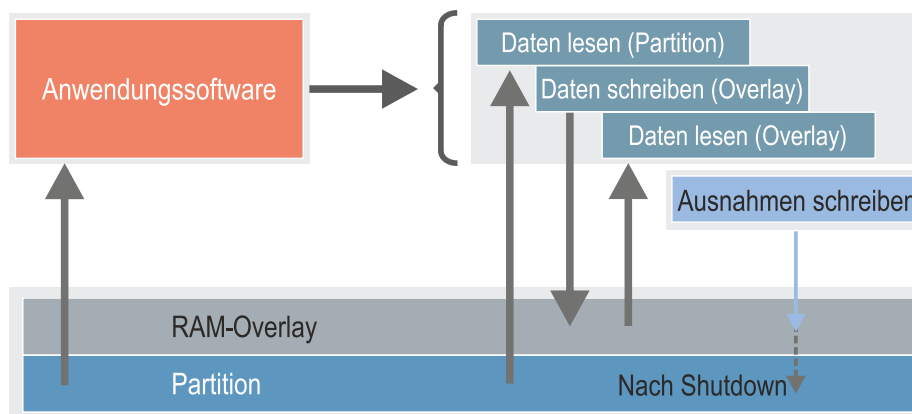 Anwendungssoftware
Daten lesen (Partition)
Daten schreiben (Overlay)
Daten lesen (Overlay)
Ausnahmen schreiben
RAM-Overlay
Partition
Nach Shutdown